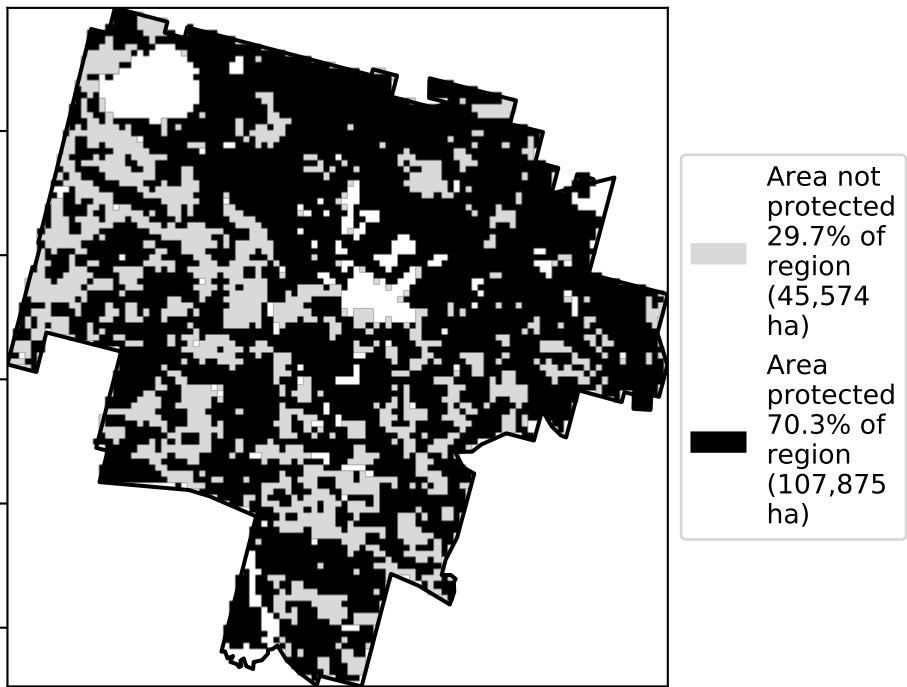 Area not
protected
29.7% of
region
(45,574
ha)
Area
protected
70.3% of
region
(107,875
ha)